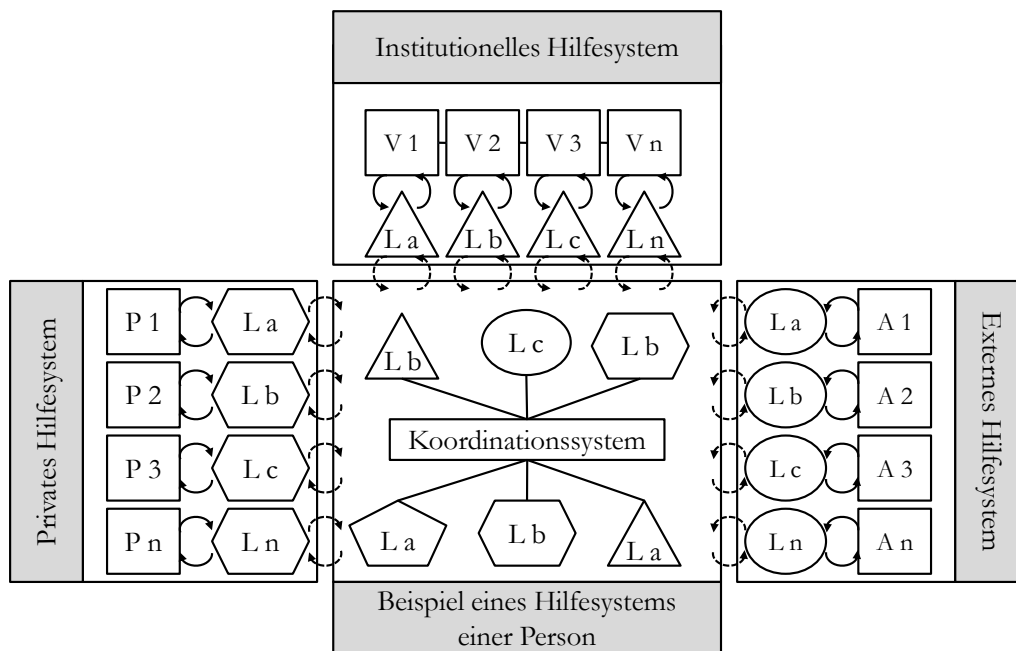 Institutionelles Hilfesystem
V 1 V 2 V 3 V n
L a L b L c L n
Privates Hilfesystem
P 1 L a
P 2 L b
P 3 L c
P n L n
L b L c L b
Koordinationssystem
L a L b L a
Beispiel eines Hilfesystems
einer Person
L a A 1
L b A 2
L c A 3
L n A n
Externes Hilfesystem